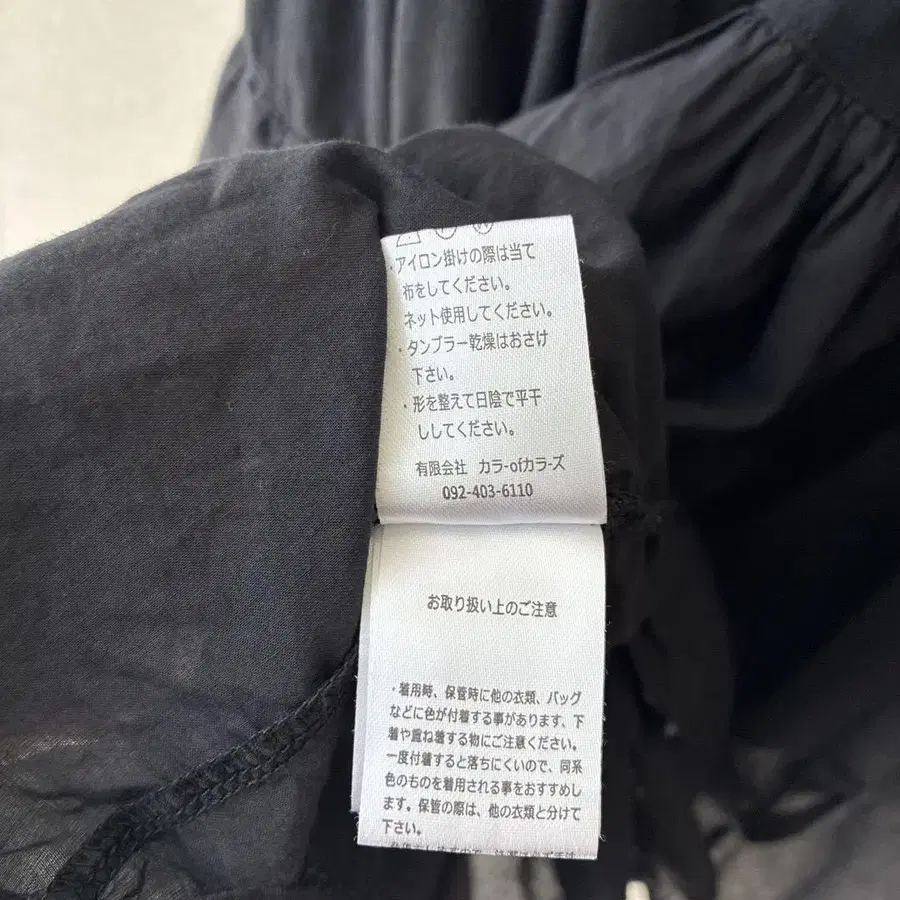 ・アイロン掛けの際は当て
布をしてください。
ネット使用してください。
・タンブラー乾燥はおさけ
下さい。
・形を整えて日陰で平干
ししてください。
有限会社 カラ-ofカラ-ズ
092-403-6110
お取り扱い上のご注意
・着用時、保管時に他の衣類、バッグ
などに色が付着する事があります、下
着や重ね着する物にご注意ください。
一度付着すると落ちにくいので、同系
色のものを着用される事をおすすめし
ます。保管の際は、他の衣類と分けて
下さい。